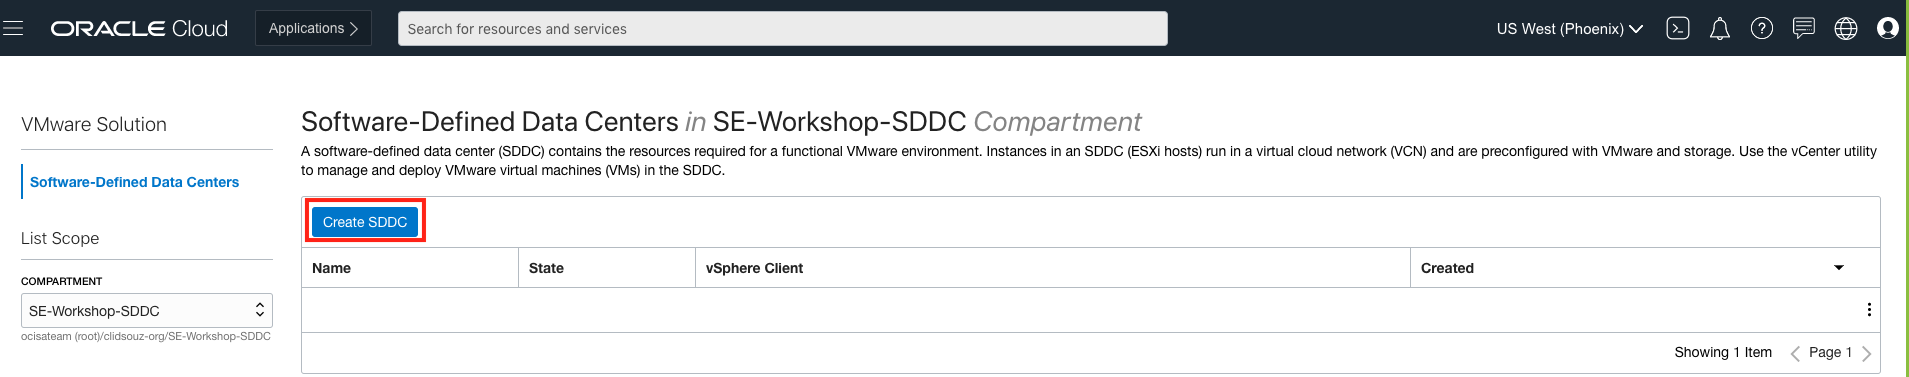 ORACLE Cloud
Applications
Search for resources and services
US West (Phoenix)
VMware Solution
Software-Defined Data Centers
List Scope
COMPARTMENT
SE-Workshop-SDDC
ocisateam (root)/clidsouz-org/SE-Workshop-SDDC
Software-Defined Data Centers in SE-Workshop-SDDC Compartment
A software-defined data center (SDDC) contains the resources required for a functional VMware environment. Instances in an SDDC (ESXi hosts) run in a virtual cloud network (VCN) and are preconfigured with VMware and storage. Use the vCenter utility
to manage and deploy VMware virtual machines (VMs) in the SDDC.
Create SDDC
Name State vSphere Client Created
Showing 1 Item Page 1